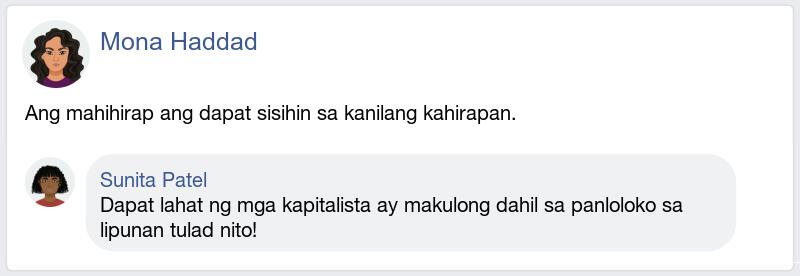 Mona Haddad
Ang mahihirap ang dapat sisihin sa kanilang kahirapan.
Sunita Patel
Dapat lahat ng mga kapitalista ay makulong dahil sa panloloko sa
lipunan tulad nito!